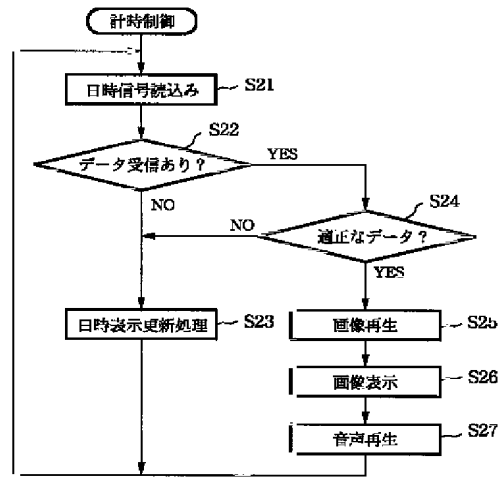 計時制御
日時信号読込み
S21
S22
データ受信あり?
YES
NO
S24
NO
適正なデータ?
YES
日時表示更新処理
S23
画像再生
S25
画像表示
S26
音声再生
S27